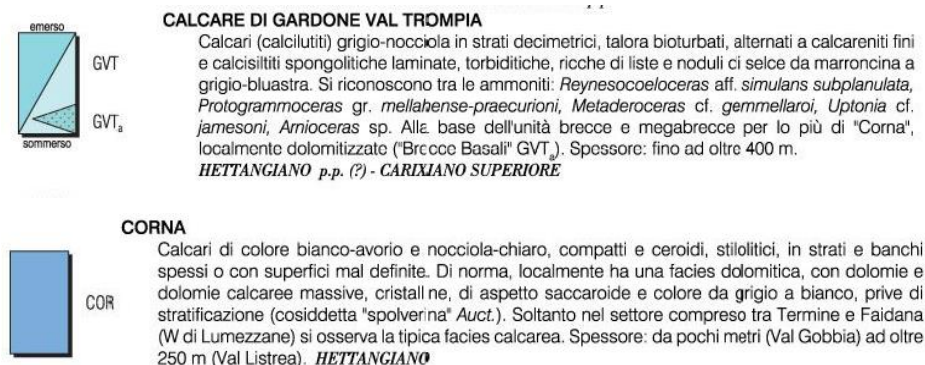 CALCARE DI GARDONE VAL TROMPIA
emerso
GVT
GVTa
sommerso
Calcari (calcilutiti) grigio-nocciola in strati decimetrici, talora bioturbati, alternati a calcareniti fini
e calcisiltiti spongolitiche laminate, torbiditiche, ricche di liste e noduli di selce da marroncina a
grigio-bluastra. Si riconoscono tra le ammoniti: Reynesocoeloceras aff. simulans subplanulata,
Protogrammoceras gr. mellahense-praecurioni, Metaderoceras cf. gemmellaroi, Uptonia cf.
jamesoni, Arnioceras sp. Alla base dell'unità brecce e megabrecce per lo più di "Corna",
localmente dolomitizzate ("Brecce Basali" GVTa). Spessore: fino ad oltre 400 m.
HETTANGIANO p.p. (?) - CARIXIANO SUPERIORE
CORNA
COR
Calcari di colore bianco-avorio e nocciola-chiaro, compatti e ceroidi, stilolitici, in strati e banchi
spessi o con superfici mal definite. Di norma, localmente ha una facies dolomitica, con dolomie e
dolomie calcaree massive, cristalline, di aspetto saccaroide e colore da grigio a bianco, prive di
stratificazione (cosiddetta "spolverina" Auct.). Soltanto nel settore compreso tra Termine e Faidana
(W di Lumezzane) si osserva la tipica facies calcarea. Spessore: da pochi metri (Val Gobbia) ad oltre
250 m (Val Listrea). HETTANGIANO